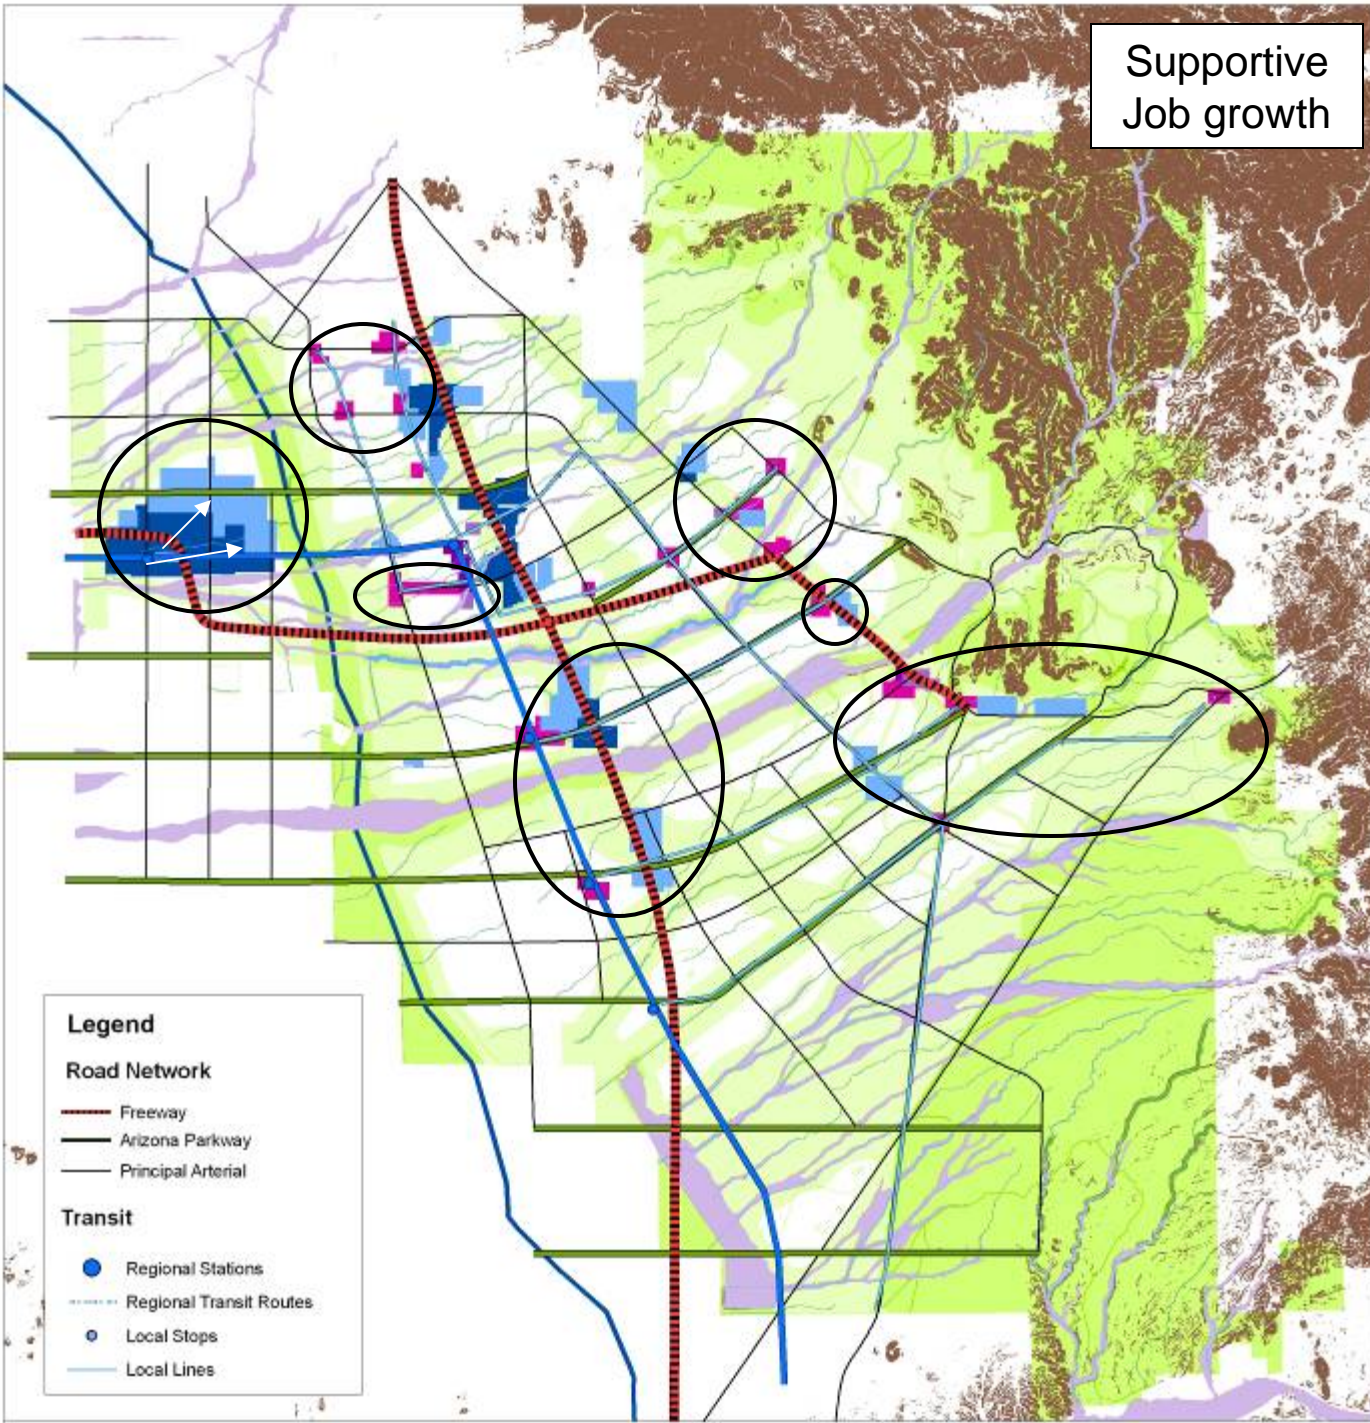 Supportive
Job growth
Legend
Road Network
Freeway
Arizona Parkway
Principal Arterial
Transit
Regional Stations
Regional Transit Routes
Local Stops
Local Lines